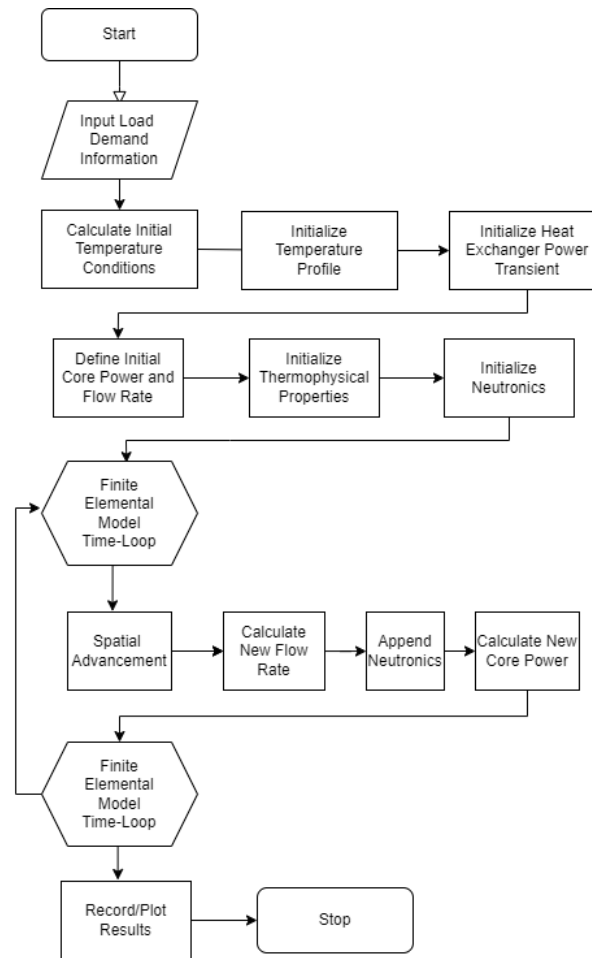 Start
Input Load
Demand
Information
Calculate Initial
Temperature
Conditions
Initialize
Temperature
Profile
Initialize Heat
Exchanger Power
Transient
Define Initial
Core Power and
Flow Rate
Initialize
Thermophysical
Properties
Initialize
Neutronics
Finite
Elemental
Model
Time-Loop
Spatial
Advancement
Calculate
New Flow
Rate
Append
Neutronics
Calculate New
Core Power
Finite
Elemental
Model
Time-Loop
Record/Plot
Results
Stop